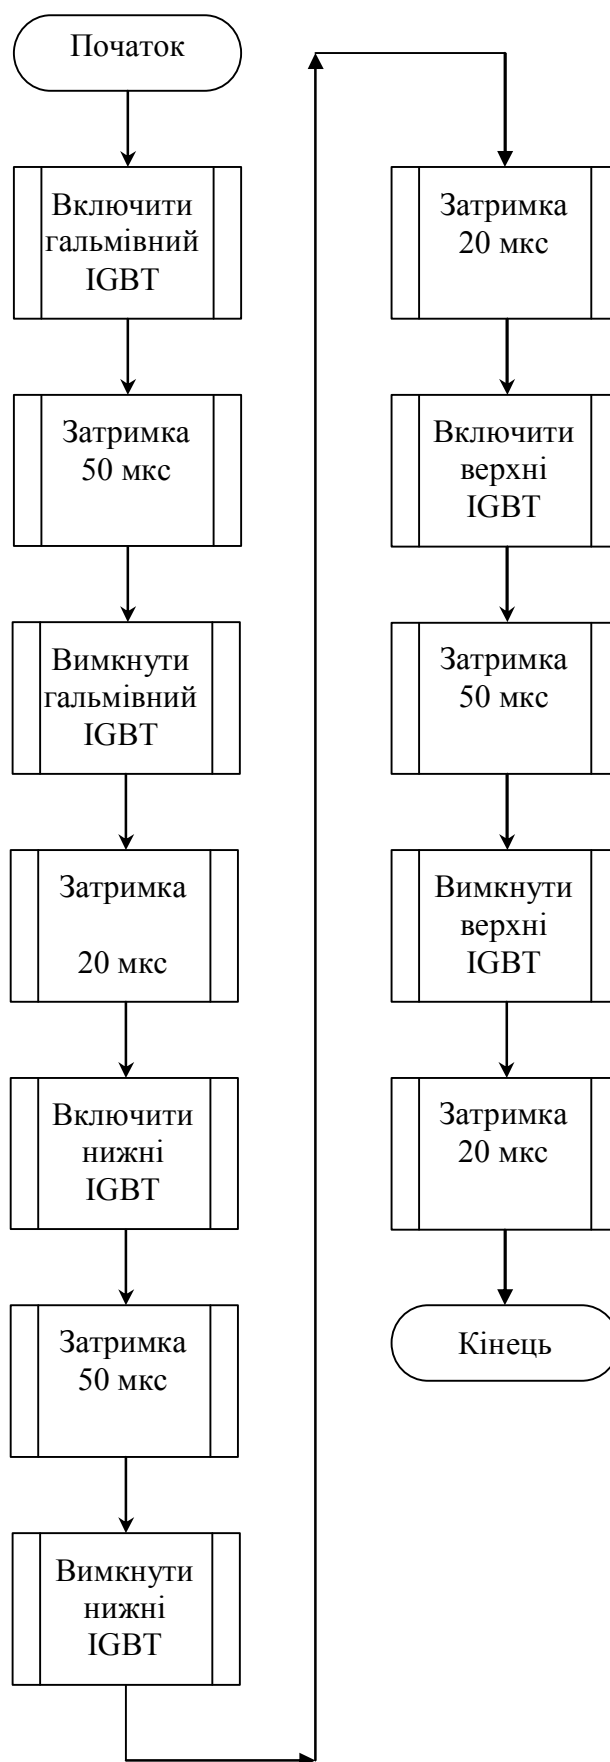 Початок
Включити
гальмівний
IGBT
Затримка
50 мкс
Вимкнути
гальмівний
IGBT
Затримка
20 мкс
Включити
нижні
IGBT
Затримка
50 мкс
Вимкнути
нижні
IGBT
Затримка
20 мкс
Включити
верхні
IGBT
Затримка
50 мкс
Вимкнути
верхні
IGBT
Затримка
20 мкс
Кінець